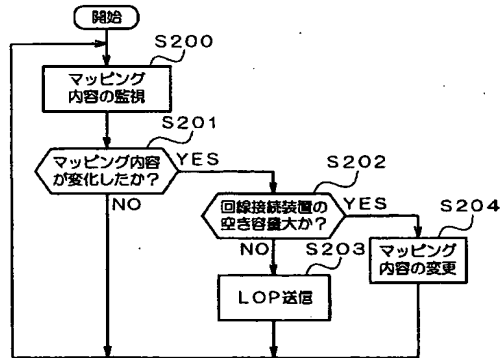 開始
S200
マッピング
内容の監視
S201
マッピング内容
が変化したか?
YES
NO
S202
回線接続装置の
空き容量大か?
YES
NO
S204
マッピング
内容の変更
S203
LOP送信